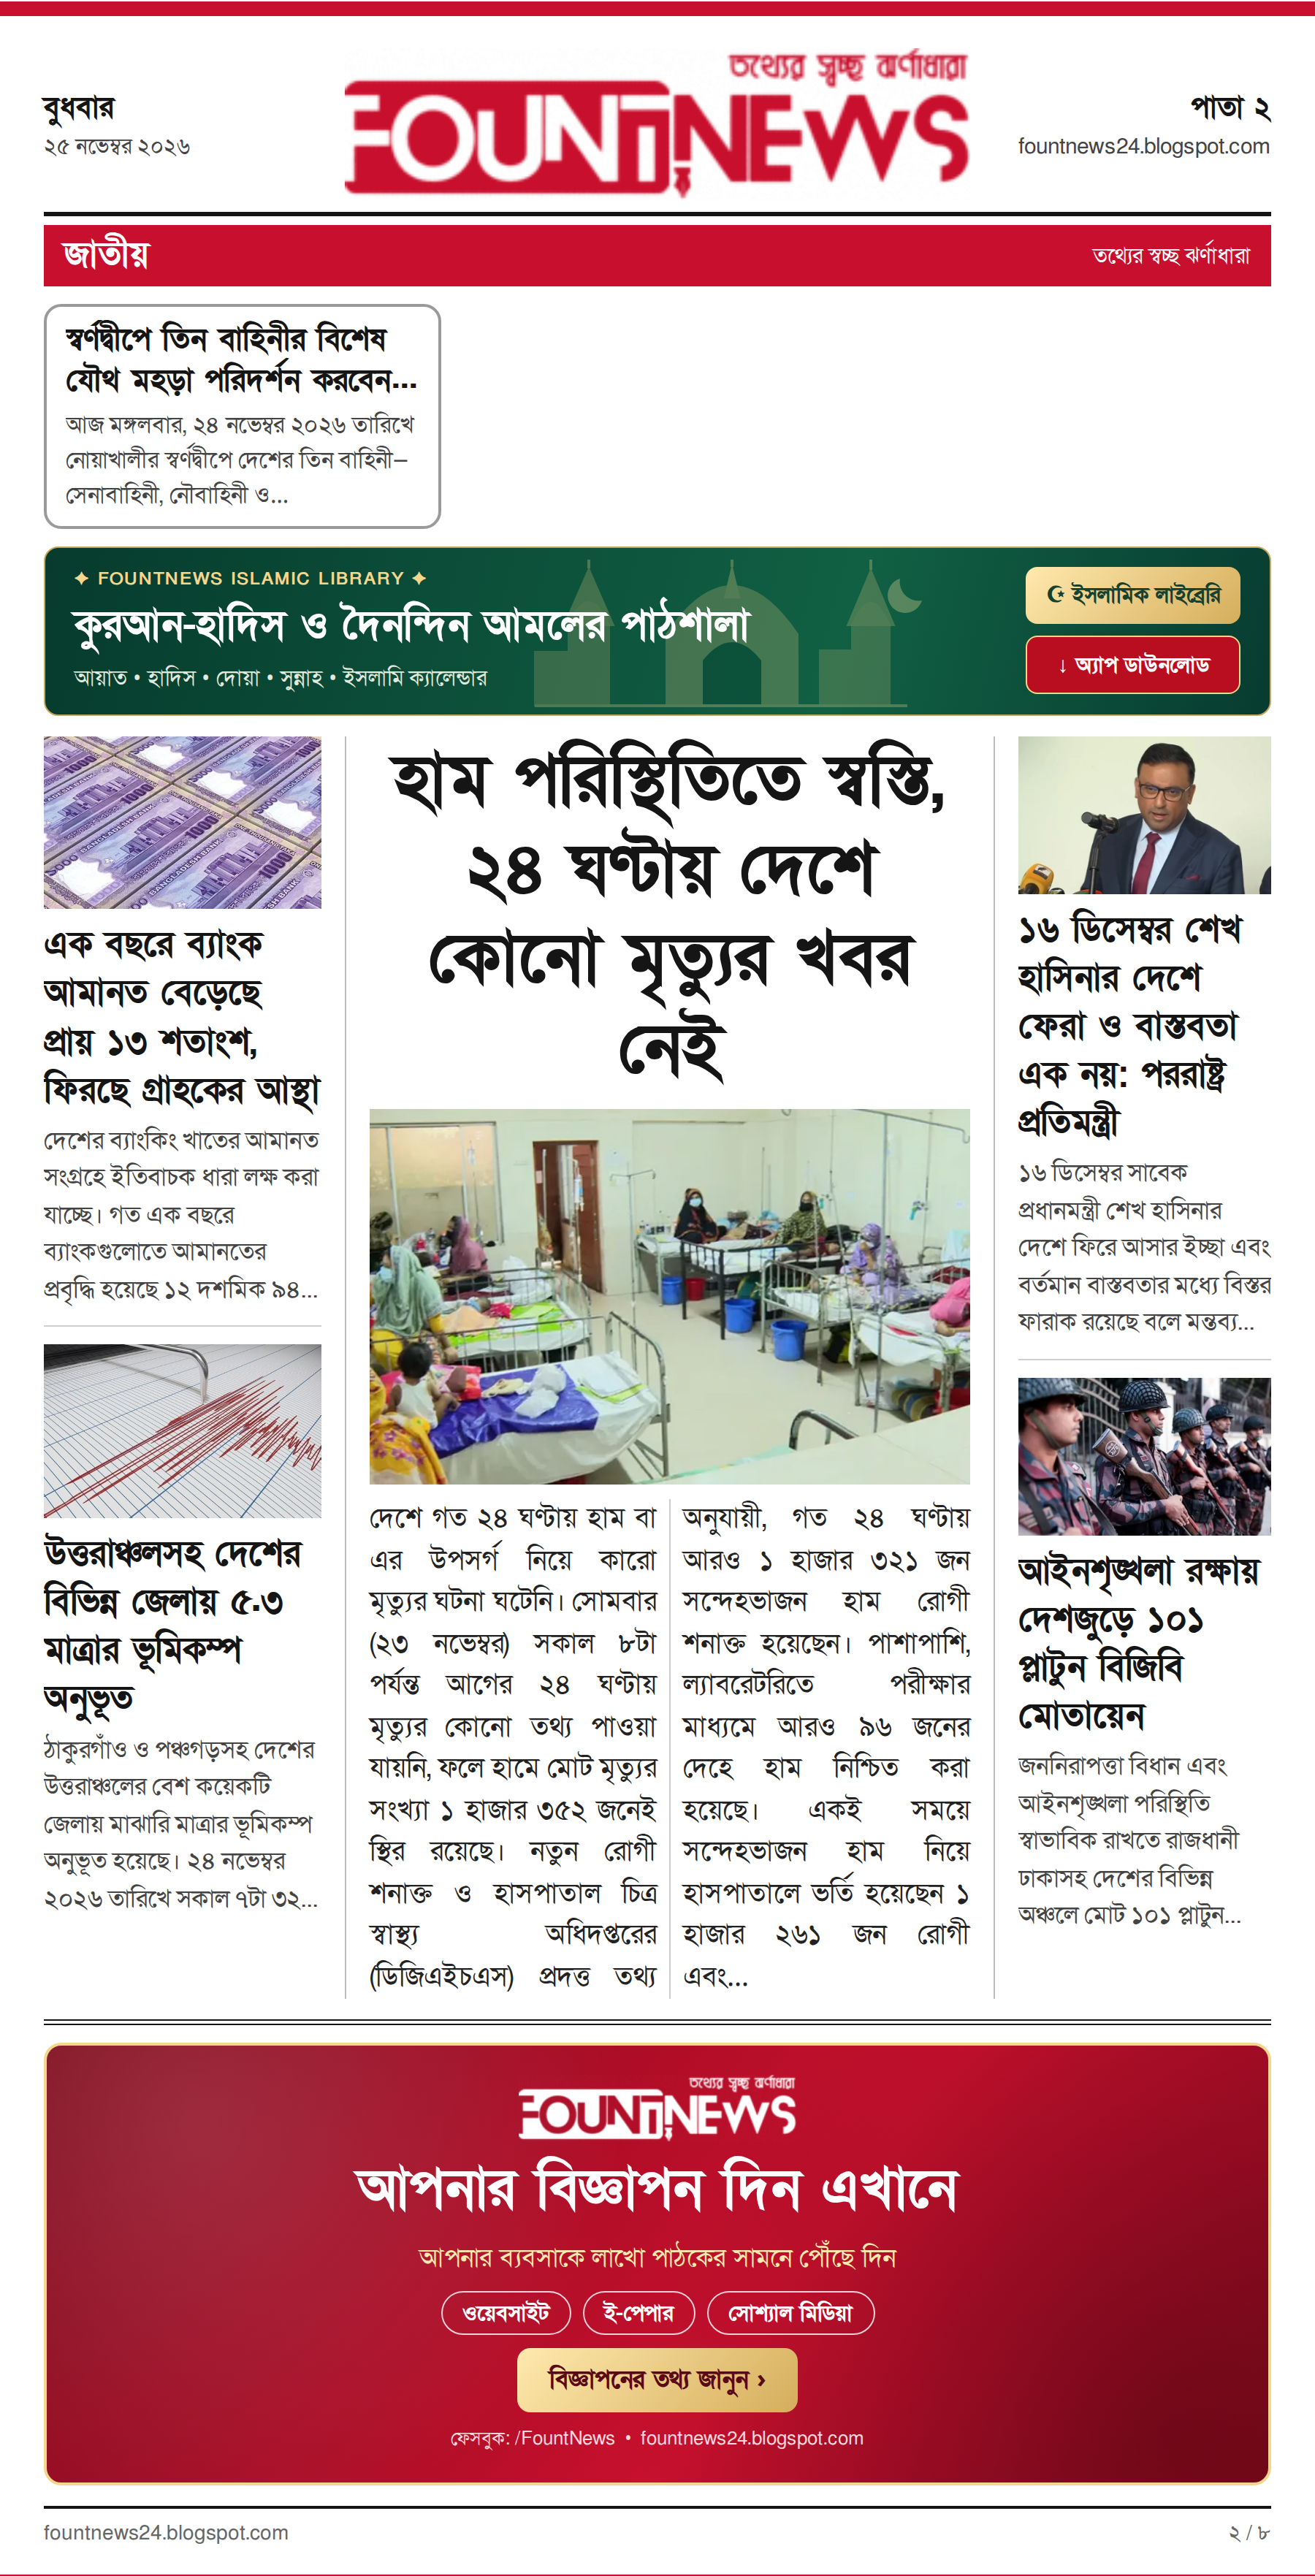 বুধবার
২৫ নভেম্বর ২০২৬
তথ্যের স্বচ্ছ ঝর্ণাধারা
FOUNTNEWS
পাতা ২
fountnews24.blogspot.com
জাতীয়
তথ্যের স্বচ্ছ ঝর্ণাধারা
স্বর্ণদ্বীপে তিন বাহিনীর বিশেষ
যৌথ মহড়া পরিদর্শন করবেন...
আজ মঙ্গলবার, ২৪ নভেম্বর ২০২৬ তারিখে
নোয়াখালীর স্বর্ণদ্বীপে দেশের তিন বাহিনী—
সেনাবাহিনী, নৌবাহিনী ও...
✦ FOUNTNEWS ISLAMIC LIBRARY ✦
কুরআন-হাদিস ও দৈনন্দিন আমলের পাঠশালা
আয়াত • হাদিস • দোয়া • সুন্নাহ • ইসলামি ক্যালেন্ডার
☪ ইসলামিক লাইব্রেরি
↓ অ্যাপ ডাউনলোড
1000
BANGLADESH BANK
এক বছরে ব্যাংক
আমানত বেড়েছে
প্রায় ১৩ শতাংশ,
ফিরছে গ্রাহকের আস্থা
দেশের ব্যাংকিং খাতের আমানত
সংগ্রহে ইতিবাচক ধারা লক্ষ করা
যাচ্ছে। গত এক বছরে
ব্যাংকগুলোতে আমানতের
প্রবৃদ্ধি হয়েছে ১২ দশমিক ৯৪...
উত্তরাঞ্চলসহ দেশের
বিভিন্ন জেলায় ৫.৩
মাত্রার ভূমিকম্প
অনুভূত
ঠাকুরগাঁও ও পঞ্চগড়সহ দেশের
উত্তরাঞ্চলের বেশ কয়েকটি
জেলায় মাঝারি মাত্রার ভূমিকম্প
অনুভূত হয়েছে। ২৪ নভেম্বর
২০২৬ তারিখে সকাল ৭টা ৩২...
হাম পরিস্থিতিতে স্বস্তি,
২৪ ঘণ্টায় দেশে
কোনো মৃত্যুর খবর
নেই
দেশে গত ২৪ ঘণ্টায় হাম বা
এর উপসর্গ নিয়ে কারো
মৃত্যুর ঘটনা ঘটেনি। সোমবার
(২৩ নভেম্বর) সকাল ৮টা
পর্যন্ত আগের ২৪ ঘণ্টায়
মৃত্যুর কোনো তথ্য পাওয়া
যায়নি, ফলে হামে মোট মৃত্যুর
সংখ্যা ১ হাজার ৩৫২ জনেই
স্থির রয়েছে। নতুন রোগী
শনাক্ত ও হাসপাতাল চিত্র
স্বাস্থ্য অধিদপ্তরের
(ডিজিএইচএস) প্রদত্ত তথ্য
অনুযায়ী, গত ২৪ ঘণ্টায়
আরও ১ হাজার ৩২১ জন
সন্দেহভাজন হাম রোগী
শনাক্ত হয়েছেন। পাশাপাশি,
ল্যাবরেটরিতে পরীক্ষার
মাধ্যমে আরও ৯৬ জনের
দেহে হাম নিশ্চিত করা
হয়েছে। একই সময়ে
সন্দেহভাজন হাম নিয়ে
হাসপাতালে ভর্তি হয়েছেন ১
হাজার ২৬১ জন রোগী
এবং...
১৬ ডিসেম্বর শেখ
হাসিনার দেশে
ফেরা ও বাস্তবতা
এক নয়: পররাষ্ট্র
প্রতিমন্ত্রী
১৬ ডিসেম্বর সাবেক
প্রধানমন্ত্রী শেখ হাসিনার
দেশে ফিরে আসার ইচ্ছা এবং
বর্তমান বাস্তবতার মধ্যে বিস্তর
ফারাক রয়েছে বলে মন্তব্য...
আইনশৃঙ্খলা রক্ষায়
দেশজুড়ে ১০১
প্লাটুন বিজিবি
মোতায়েন
জননিরাপত্তা বিধান এবং
আইনশৃঙ্খলা পরিস্থিতি
স্বাভাবিক রাখতে রাজধানী
ঢাকাসহ দেশের বিভিন্ন
অঞ্চলে মোট ১০১ প্লাটুন...
তথ্যের স্বচ্ছ ঝর্ণাধারা
FOUNTNEWS
আপনার বিজ্ঞাপন দিন এখানে
আপনার ব্যবসাকে লাখো পাঠকের সামনে পৌঁছে দিন
ওয়েবসাইট ই-পেপার সোশ্যাল মিডিয়া
বিজ্ঞাপনের তথ্য জানুন ›
ফেসবুক: /FountNews • fountnews24.blogspot.com
fountnews24.blogspot.com
২ / ৮